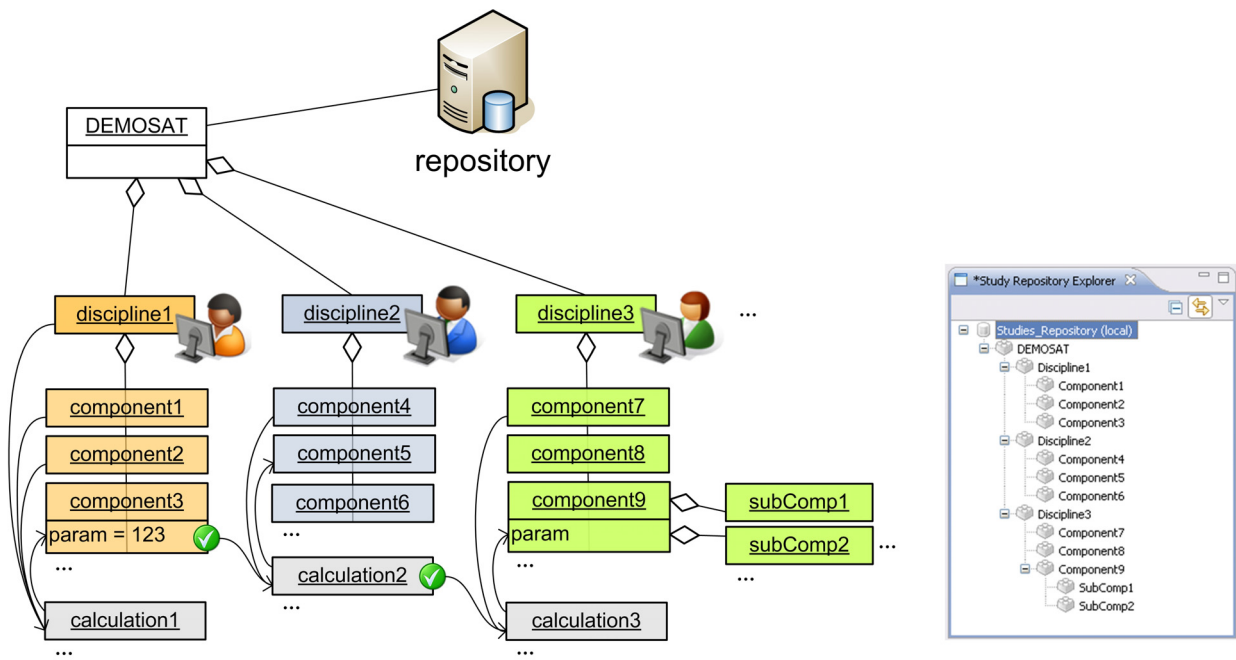 DEMOSAT
repository
discipline1
discipline2
discipline3
...
component1
component2
component3
param = 123
...
calculation1
...
component4
component5
component6
...
calculation2
...
component7
component8
component9
param
...
subComp1
subComp2
...
...
calculation3
...
*Study Repository Explorer
Studies_Repository (local)
DEMOSAT
Discipline1
Component1
Component2
Component3
Discipline2
Component4
Component5
Component6
Discipline3
Component7
Component8
Component9
SubComp1
SubComp2